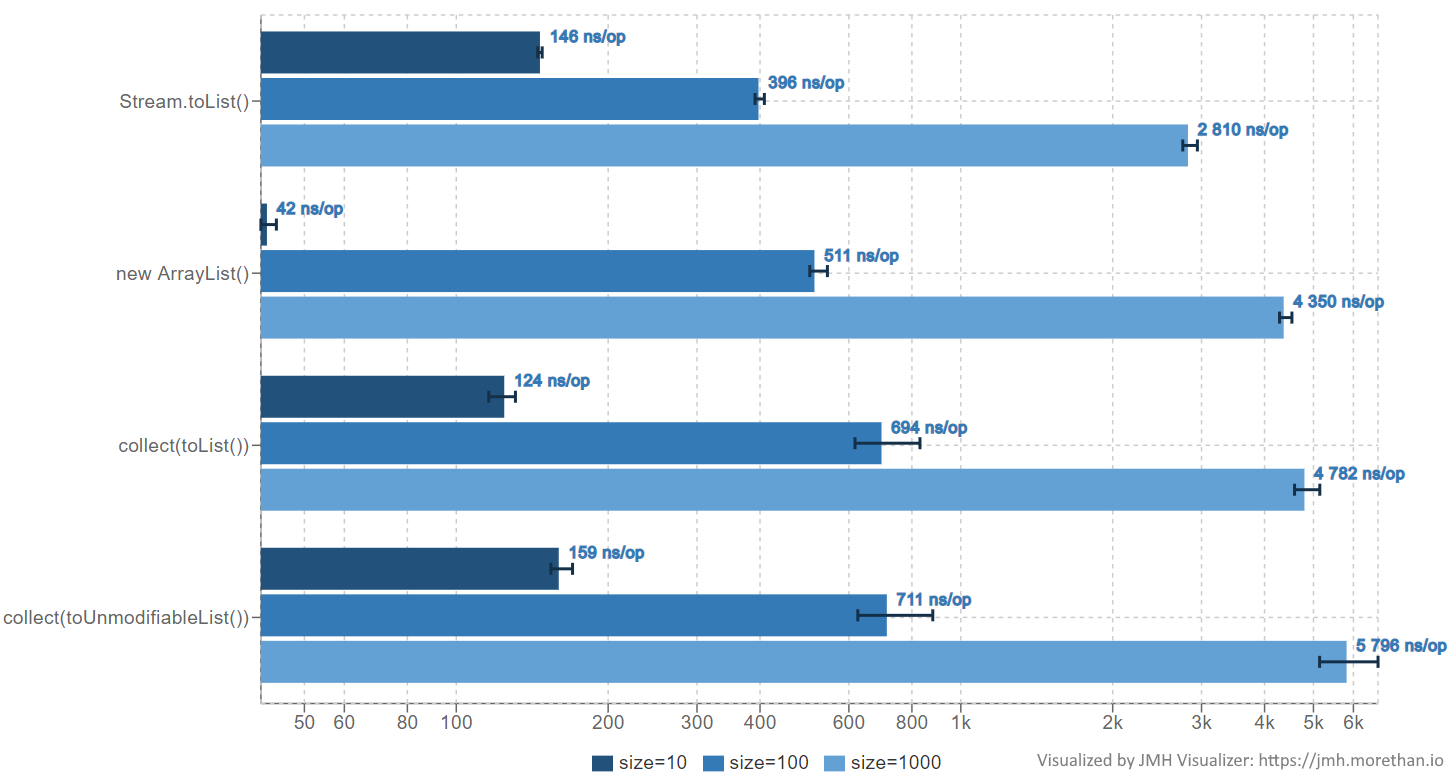 146 ns/op
Stream.toList()
396 ns/op
2 810 ns/op
42 ns/op
new ArrayList()
511 ns/op
4 350 ns/op
124 ns/op
collect(toList())
694 ns/op
4 782 ns/op
159 ns/op
collect(toUnmodifiableList())
711 ns/op
5 796 ns/op
50 60 80 100 200 300 400 600 800 1k 2k 3k 4k 5k 6k
size=10 size=100 size=1000
Visualized by JMH Visualizer: https://jmh.morethan.io